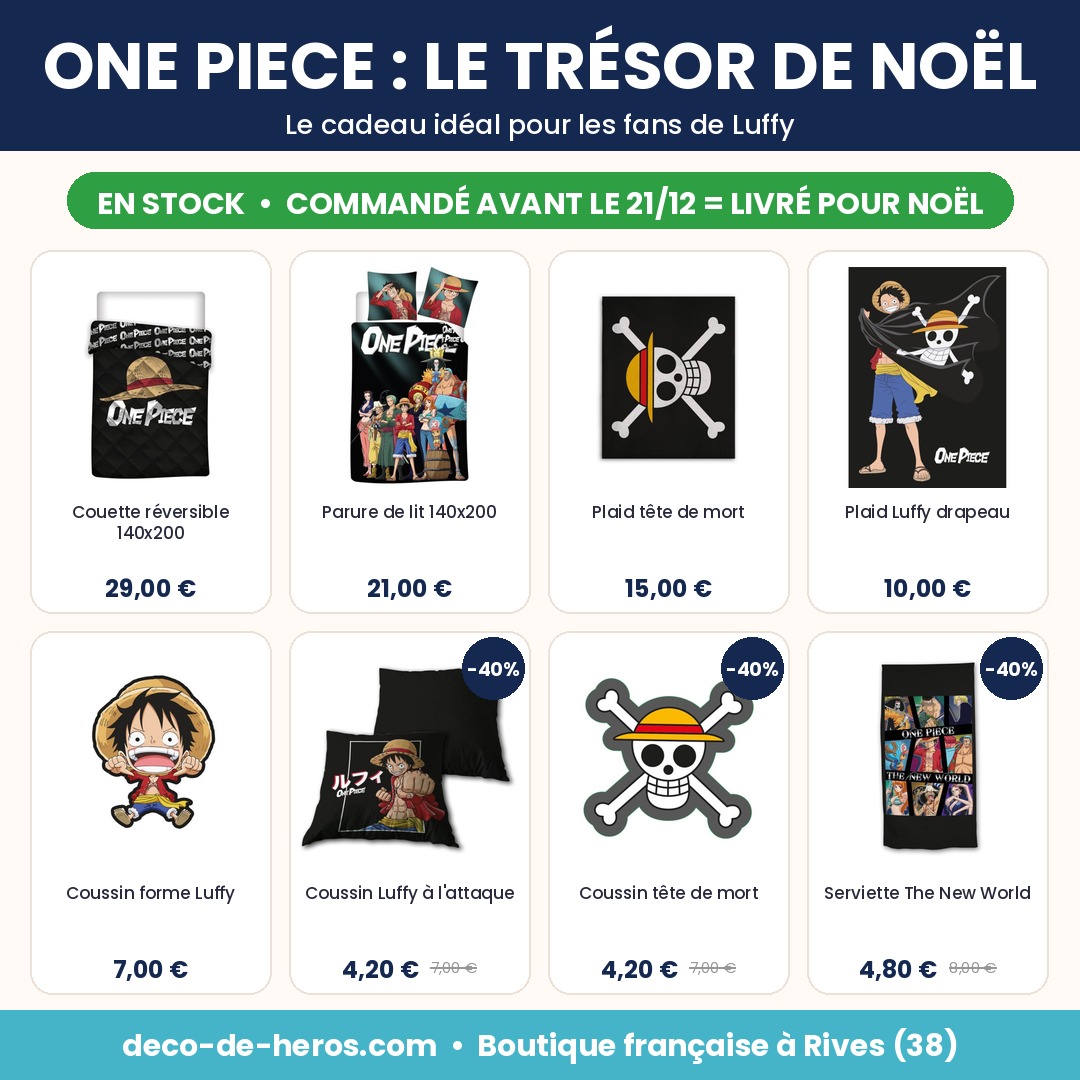 ONE PIECE : LE TRÉSOR DE NOËL
Le cadeau idéal pour les fans de Luffy
EN STOCK • COMMANDÉ AVANT LE 21/12 = LIVRÉ POUR NOËL
ONE PIECE
ONE PIECE
ONE PIECE
ONE PIECE
Couette réversible
140x200
Parure de lit 140x200
Plaid tête de mort
Plaid Luffy drapeau
29,00 €
21,00 €
15,00 €
10,00 €
-40%
-40%
-40%
ルフィ
ONE PIECE
ONE PIECE
THE NEW WORLD
Coussin forme Luffy
Coussin Luffy à l'attaque
Coussin tête de mort
Serviette The New World
7,00 €
4,20 € 7,00 €
4,20 € 7,00 €
4,80 € 8,00 €
deco-de-heros.com • Boutique française à Rives (38)